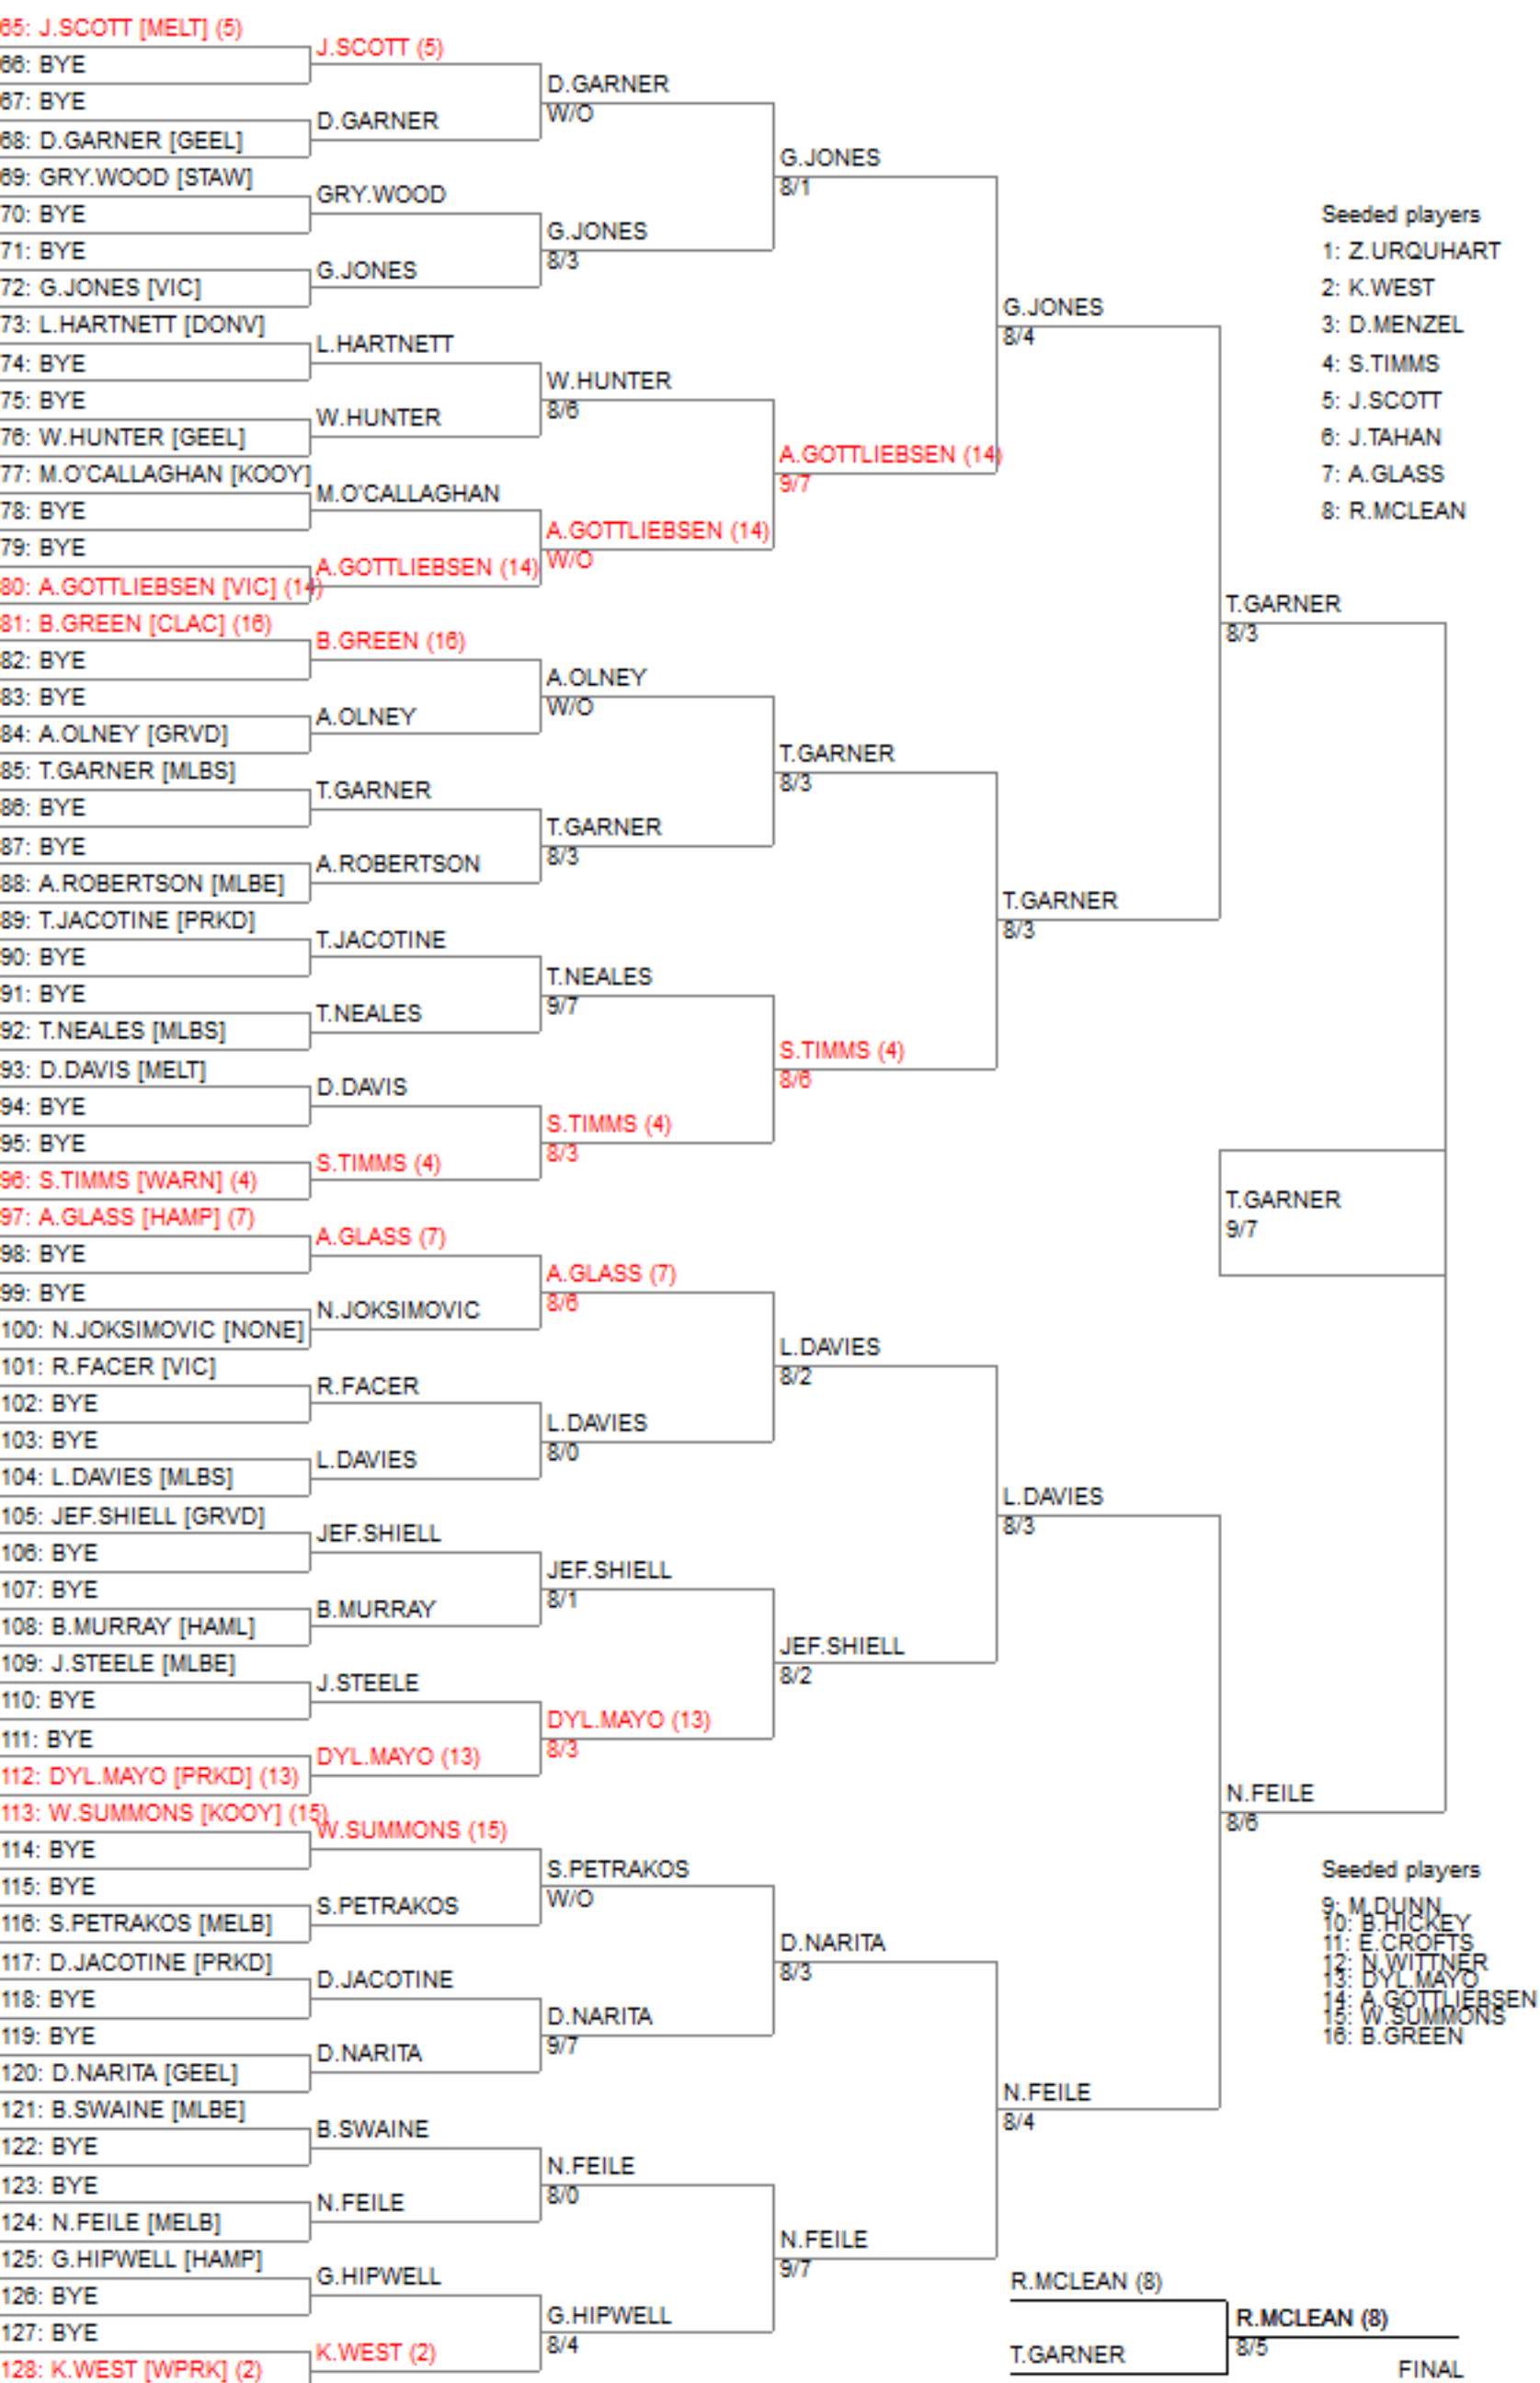 65: J.SCOTT [MELT] (5)
66: BYE
67: BYE
68: D.GARNER [GEEL]
69: GRY.WOOD [STAW]
70: BYE
71: BYE
72: G.JONES [VIC]
73: L.HARTNETT [DONV]
74: BYE
75: BYE
76: W.HUNTER [GEEL]
77: M.O'CALLAGHAN [KOOY]
78: BYE
79: BYE
80: A.GOTTLIEBSEN [VIC] (14)
81: B.GREEN [CLAC] (16)
82: BYE
83: BYE
84: A.OLNEY [GRVD]
85: T.GARNER [MLBS]
86: BYE
87: BYE
88: A.ROBERTSON [MLBE]
89: T.JACOTINE [PRKD]
90: BYE
91: BYE
92: T.NEALES [MLBS]
93: D.DAVIS [MELT]
94: BYE
95: BYE
96: S.TIMMS [WARN] (4)
97: A.GLASS [HAMP] (7)
98: BYE
99: BYE
100: N.JOKSIMOVIC [NONE]
101: R.FACER [VIC]
102: BYE
103: BYE
104: L.DAVIES [MLBS]
105: JEF.SHIELL [GRVD]
106: BYE
107: BYE
108: B.MURRAY [HAML]
109: J.STEELE [MLBE]
110: BYE
111: BYE
112: DYL.MAYO [PRKD] (13)
113: W.SUMMONS [KOOY] (15)
114: BYE
115: BYE
116: S.PETRAKOS [MELB]
117: D.JACOTINE [PRKD]
118: BYE
119: BYE
120: D.NARITA [GEEL]
121: B.SWAINE [MLBE]
122: BYE
123: BYE
124: N.FEILE [MELB]
125: G.HIPWELL [HAMP]
126: BYE
127: BYE
128: K.WEST [WPRK] (2)
J.SCOTT (5)
D.GARNER
GRY.WOOD
G.JONES
L.HARTNETT
W.HUNTER
M.O'CALLAGHAN
A.GOTTLIEBSEN (14)
B.GREEN (16)
A.OLNEY
T.GARNER
A.ROBERTSON
T.JACOTINE
T.NEALES
D.DAVIS
S.TIMMS (4)
A.GLASS (7)
N.JOKSIMOVIC
R.FACER
L.DAVIES
JEF.SHIELL
B.MURRAY
J.STEELE
DYL.MAYO (13)
W.SUMMONS (15)
S.PETRAKOS
D.JACOTINE
D.NARITA
B.SWAINE
N.FEILE
G.HIPWELL
K.WEST (2)
D.GARNER
W/O
G.JONES
8/3
W.HUNTER
8/6
A.GOTTLIEBSEN (14)
W/O
A.OLNEY
W/O
T.GARNER
8/3
T.NEALES
9/7
S.TIMMS (4)
8/3
A.GLASS (7)
8/6
L.DAVIES
8/0
JEF.SHIELL
8/1
DYL.MAYO (13)
8/3
S.PETRAKOS
W/O
D.NARITA
9/7
N.FEILE
8/0
G.HIPWELL
8/4
G.JONES
8/1
A.GOTTLIEBSEN (14)
9/7
T.GARNER
8/3
S.TIMMS (4)
8/6
L.DAVIES
8/2
JEF.SHIELL
8/2
D.NARITA
8/3
N.FEILE
9/7
G.JONES
8/4
T.GARNER
8/3
L.DAVIES
8/3
N.FEILE
8/4
T.GARNER
8/3
N.FEILE
8/6
T.GARNER
9/7
Seeded players
1: Z.URQUHART
2: K.WEST
3: D.MENZEL
4: S.TIMMS
5: J.SCOTT
6: J.TAHAN
7: A.GLASS
8: R.MCLEAN
Seeded players
9: M.DUNN
10: B.HICKEY
11: E.CROFTS
12: N.WITTNER
13: DYL.MAYO
14: A.GOTTLIEBSEN
15: W.SUMMONS
16: B.GREEN
R.MCLEAN (8)
T.GARNER
R.MCLEAN (8)
8/5
FINAL